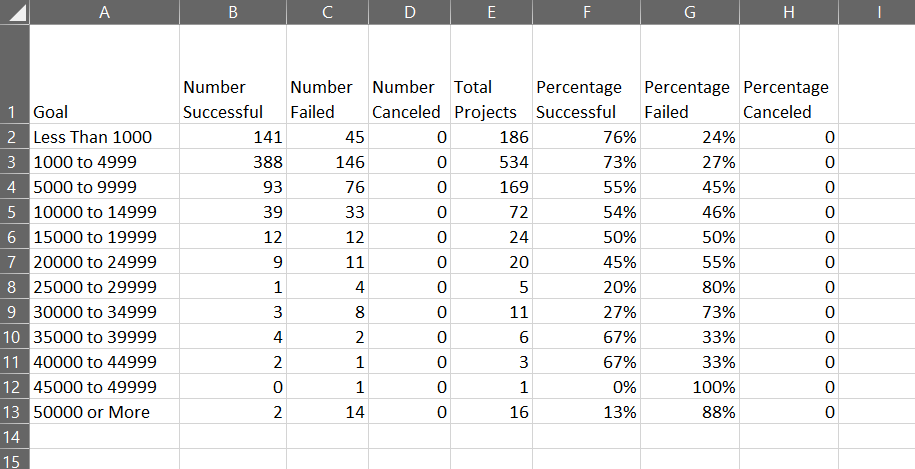 A B C D E F G H I
Number Number Number Total Percentage Percentage Percentage
1 Goal Successful Failed Canceled Projects Successful Failed Canceled
2 Less Than 1000 141 45 0 186 76% 24% 0
3 1000 to 4999 388 146 0 534 73% 27% 0
4 5000 to 9999 93 76 0 169 55% 45% 0
5 10000 to 14999 39 33 0 72 54% 46% 0
6 15000 to 19999 12 12 0 24 50% 50% 0
7 20000 to 24999 9 11 0 20 45% 55% 0
8 25000 to 29999 1 4 0 5 20% 80% 0
9 30000 to 34999 3 8 0 11 27% 73% 0
10 35000 to 39999 4 2 0 6 67% 33% 0
11 40000 to 44999 2 1 0 3 67% 33% 0
12 45000 to 49999 0 1 0 1 0% 100% 0
13 50000 or More 2 14 0 16 13% 88% 0
14
15